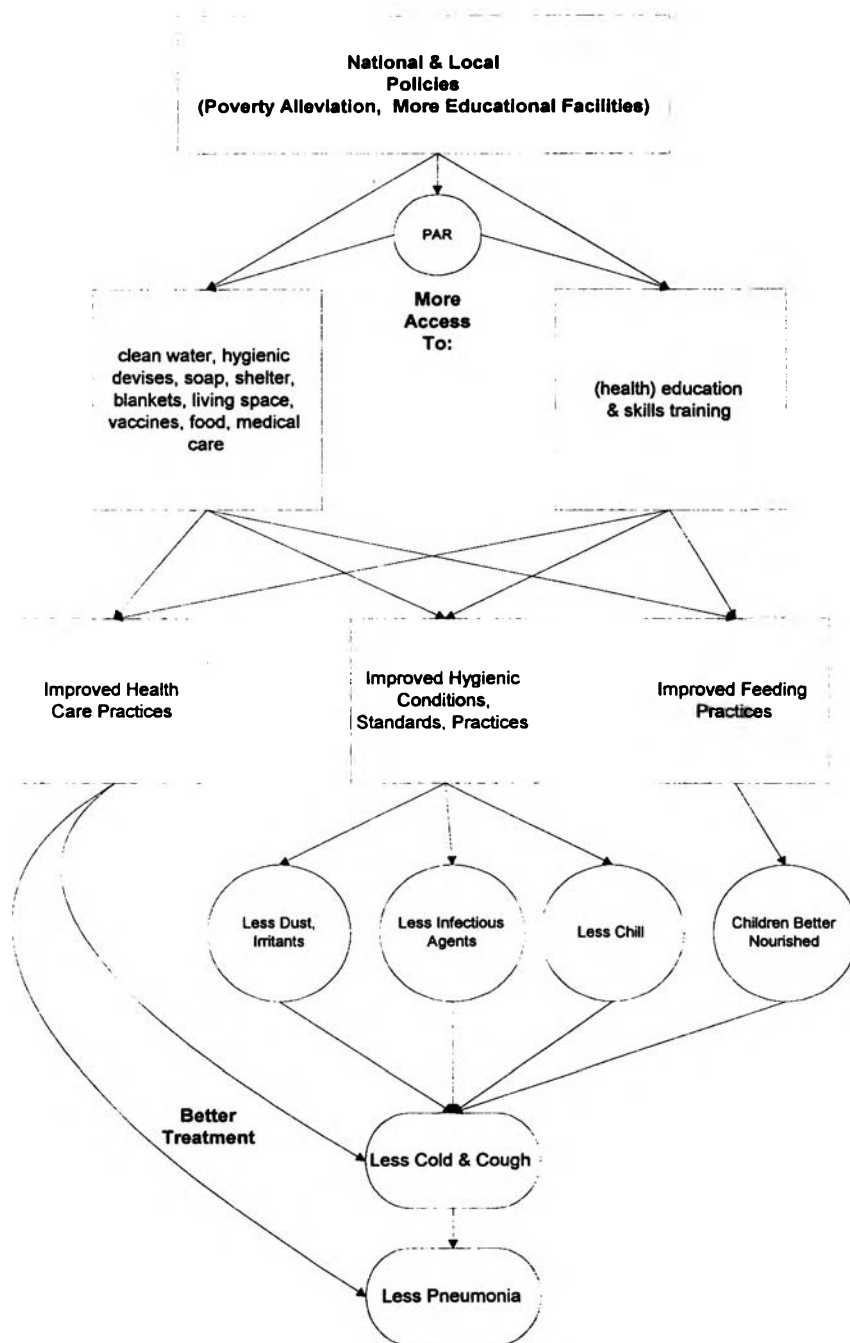 National & Local
Policies
(Poverty Alleviation, More Educational Facilities)
PAR
More
Access
To:
clean water, hygienic
devises, soap, shelter,
blankets, living space,
vaccines, food, medical
care
(health) education
& skills training
Improved Health
Care Practices
Improved Hygienic
Conditions,
Standards, Practices
Improved Feeding
Practices
Less Dust,
Irritants
Less Infectious
Agents
Less Chill
Children Better
Nourished
Better
Treatment
Less Cold & Cough
Less Pneumonia